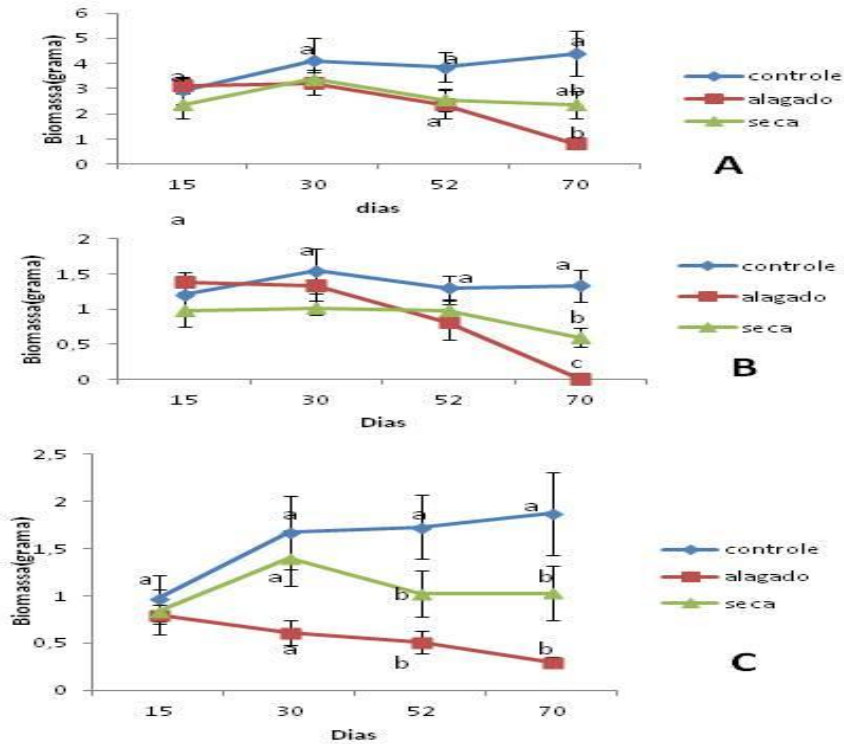 Biomassa(grama)
6
5
4
3
2
1
0
a
a
a
a
a
ab
b
15
30
52
70
dias
controle
alagado
seca
A
a
Biomassa(grama)
2
1,5
1
0,5
0
a
a
a
b
c
15
30
52
70
Dias
controle
alagado
seca
B
Biomassa(grama)
2,5
2
1,5
1
0,5
0
a
a
a
a
a
b
b
a
b
b
15
30
52
70
Dias
controle
alagado
seca
C